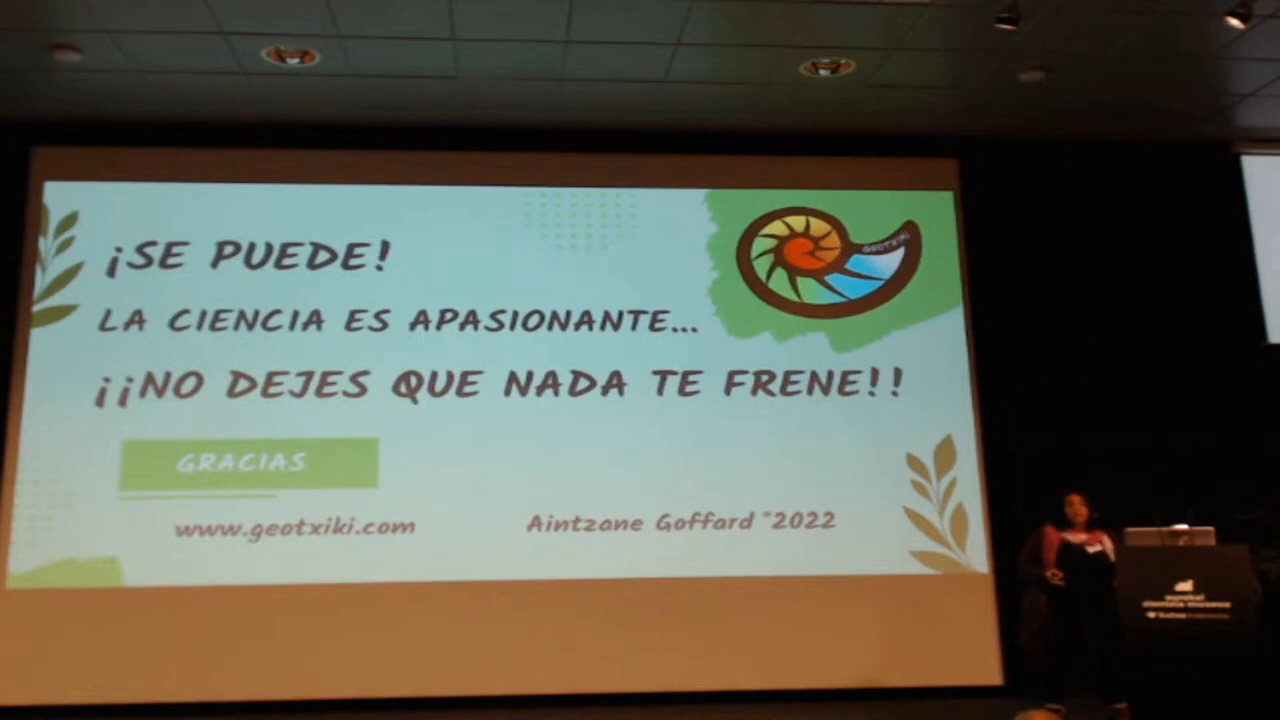 ¡SE PUEDE!
GEOTXIKI
LA CIENCIA ES APASIONANTE...
¡¡NO DEJES QUE NADA TE FRENE!!
GRACIAS
www.geotxiki.com
Aintzane Goffard ~2022